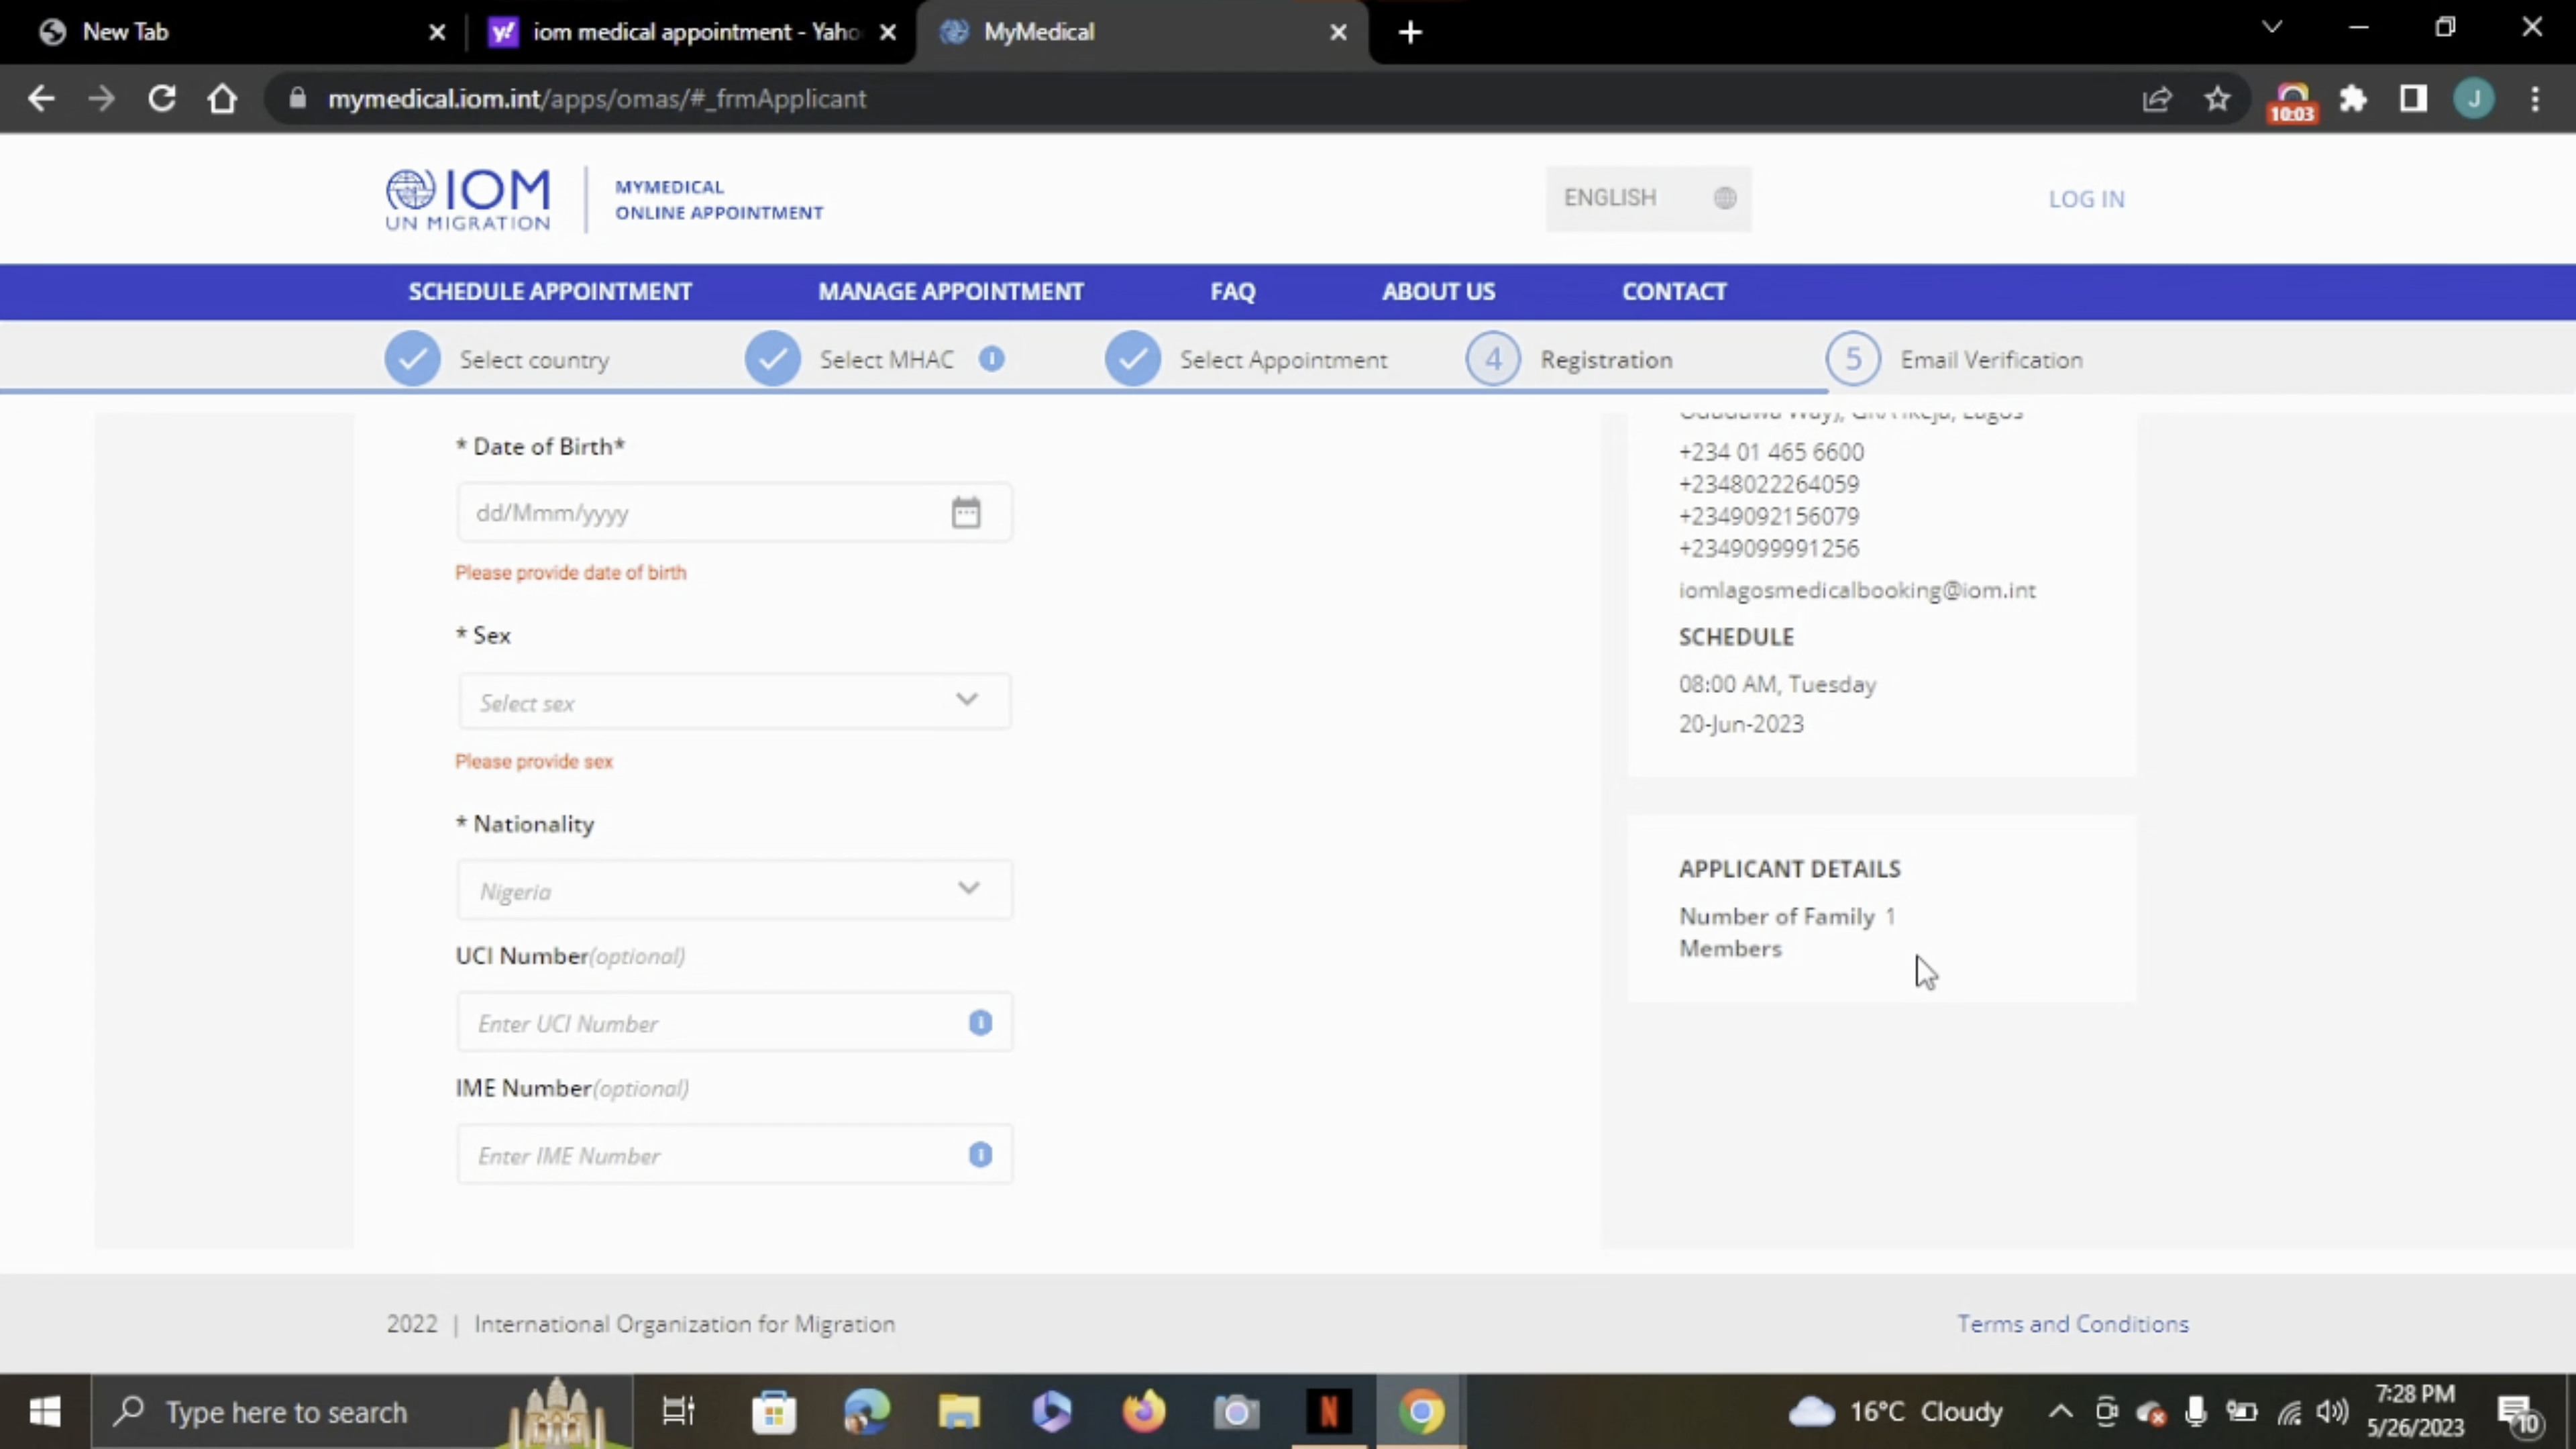 New Tab
iom medical appointment - Yaho
MyMedical
mymedical.iom.int/apps/omas/#_frmApplicant
10:03
J
IOM
UN MIGRATION
MYMEDICAL
ONLINE APPOINTMENT
ENGLISH
LOG IN
SCHEDULE APPOINTMENT
MANAGE APPOINTMENT
FAQ
ABOUT US
CONTACT
Select country
Select MHAC
Select Appointment
4 Registration
5 Email Verification
* Date of Birth*
dd/Mmm/yyyy
Please provide date of birth
* Sex
Select sex
Please provide sex
* Nationality
Nigeria
UCI Number(optional)
Enter UCI Number
IME Number(optional)
Enter IME Number
Lagos
+234 01 465 6600
+2348022264059
+2349092156079
+2349099991256
iomlagosmedicalbooking@iom.int
SCHEDULE
08:00 AM, Tuesday
20-Jun-2023
APPLICANT DETAILS
Number of Family 1
Members
2022 | International Organization for Migration
Terms and Conditions
Type here to search
16°C Cloudy
7:28 PM
5/26/2023
10